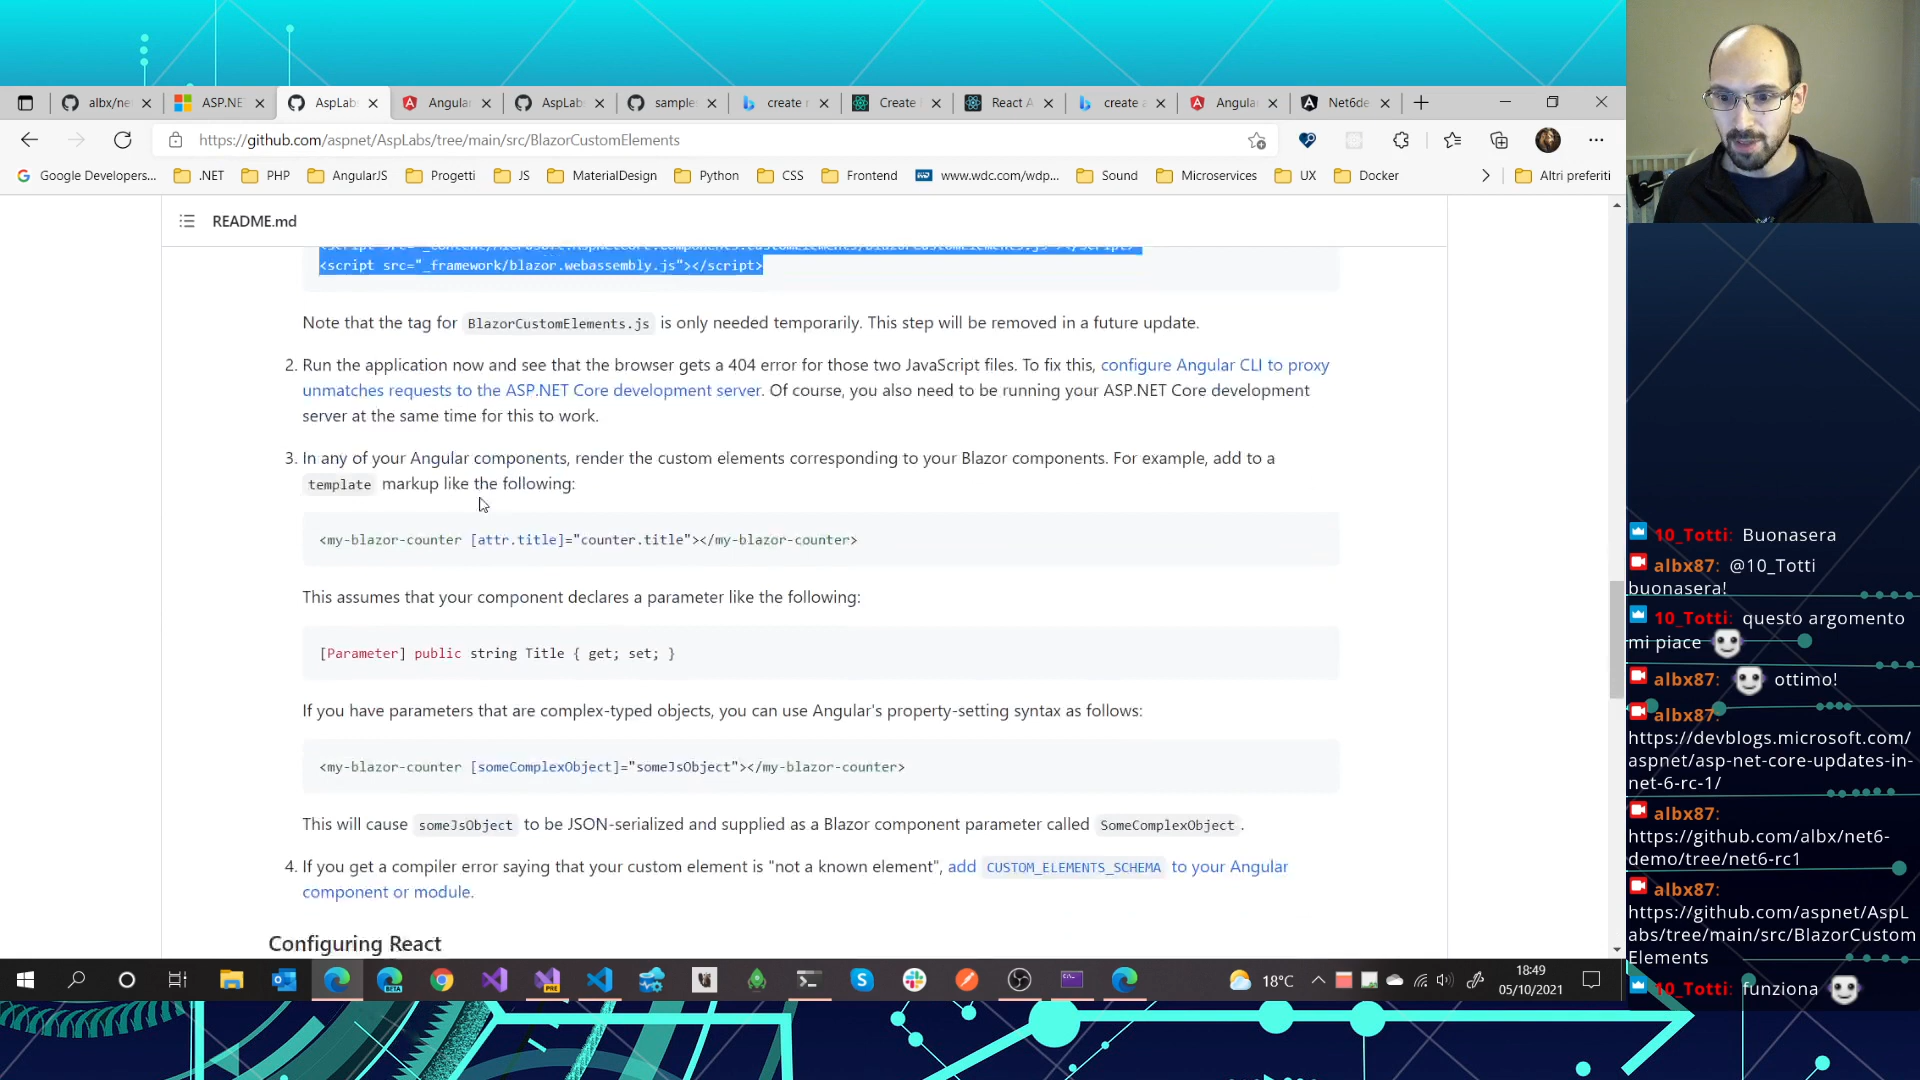 albx/ne
ASP.NE
AspLab
Angular
AspLab
sample
create r
Create
React A
create a
Angular
Net6de
https://github.com/aspnet/AspLabs/tree/main/src/BlazorCustomElements
Google Developers...
.NET
PHP
AngularJS
Progetti
JS
MaterialDesign
Python
CSS
Frontend
www.wdc.com/wdp...
Sound
Microservices
UX
Docker
Altri preferiti
README.md
<script src="_content/Microsoft.AspNetCore.Components.CustomElements/BlazorCustomElements.js"></script>
<script src="_framework/blazor.webassembly.js"></script>
Note that the tag for BlazorCustomElements.js is only needed temporarily. This step will be removed in a future update.
2. Run the application now and see that the browser gets a 404 error for those two JavaScript files. To fix this, configure Angular CLI to proxy
unmatches requests to the ASP.NET Core development server. Of course, you also need to be running your ASP.NET Core development
server at the same time for this to work.
3. In any of your Angular components, render the custom elements corresponding to your Blazor components. For example, add to a
template markup like the following:
<my-blazor-counter [attr.title]="counter.title"></my-blazor-counter>
This assumes that your component declares a parameter like the following:
[Parameter] public string Title { get; set; }
If you have parameters that are complex-typed objects, you can use Angular's property-setting syntax as follows:
<my-blazor-counter [someComplexObject]="someJsObject"></my-blazor-counter>
This will cause someJsObject to be JSON-serialized and supplied as a Blazor component parameter called SomeComplexObject.
4. If you get a compiler error saying that your custom element is "not a known element", add CUSTOM_ELEMENTS_SCHEMA to your Angular
component or module.
Configuring React
10_Totti: Buonasera
albx87: @10_Totti
buonasera!
10_Totti: questo argomento
mi piace
albx87: ottimo!
albx87:
https://devblogs.microsoft.com/
aspnet/asp-net-core-updates-in-
net-6-rc-1/
albx87:
https://github.com/albx/net6-
demo/tree/net6-rc1
albx87:
https://github.com/aspnet/AspL
abs/tree/main/src/BlazorCustom
Elements
10_Totti: funziona
BETA
PRE
18°C
18:49
05/10/2021